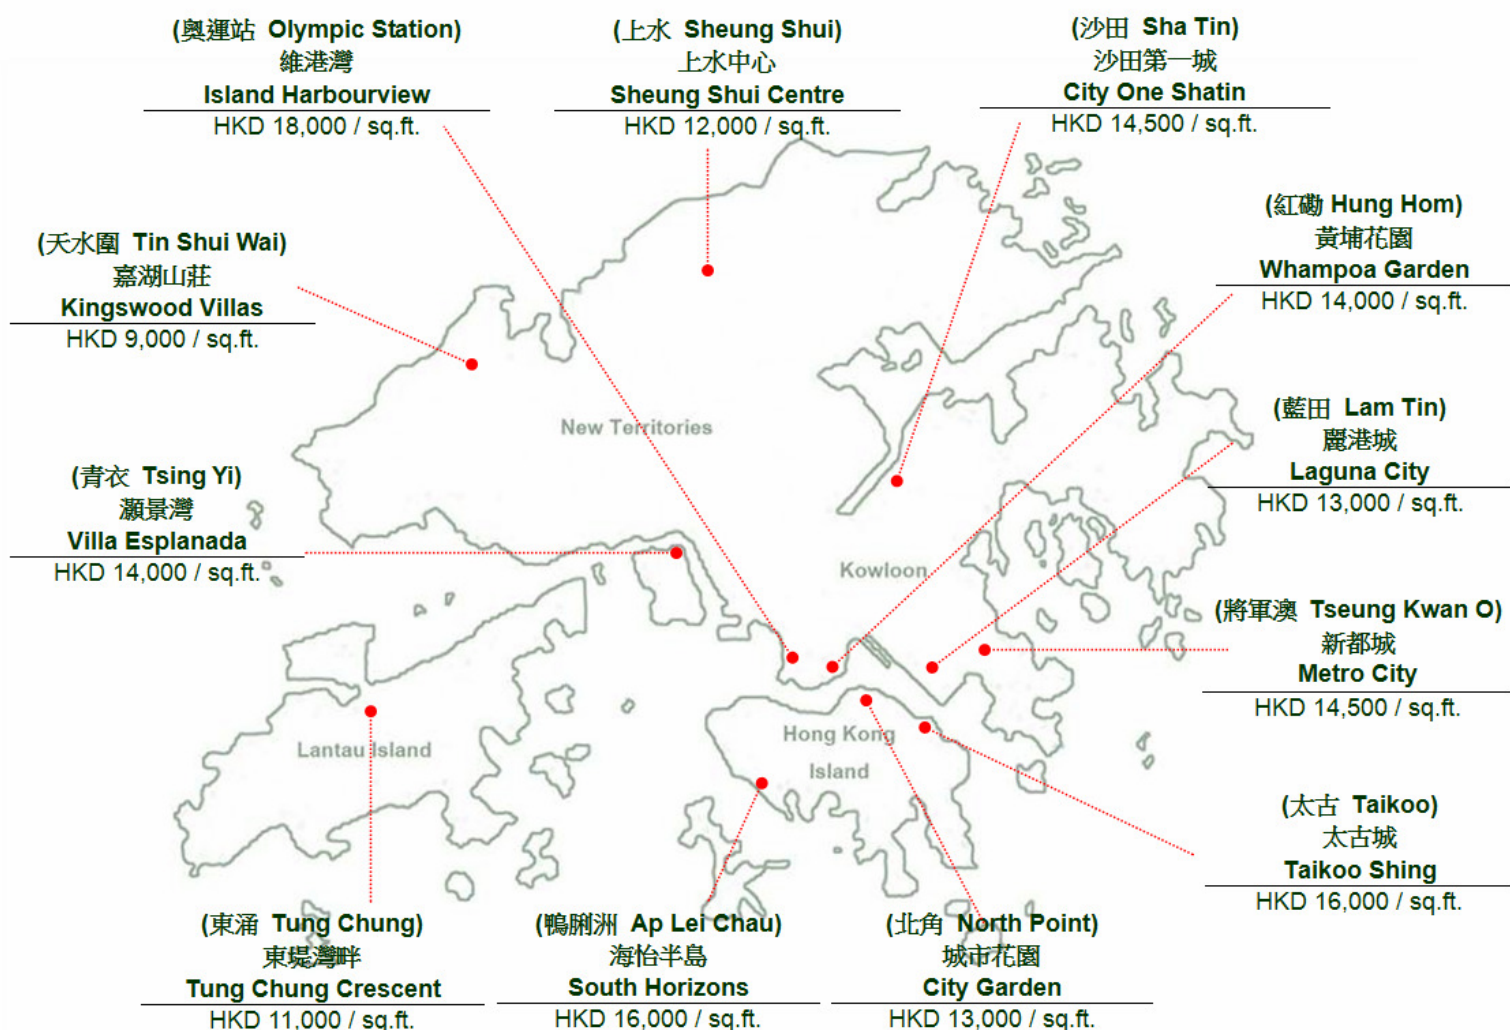 (奧運站 Olympic Station)
維港灣
Island Harbourview
HKD 18,000 / sq.ft.
(上水 Sheung Shui)
上水中心
Sheung Shui Centre
HKD 12,000 / sq.ft.
(沙田 Sha Tin)
沙田第一城
City One Shatin
HKD 14,500 / sq.ft.
(紅磡 Hung Hom)
黃埔花園
Whampoa Garden
HKD 14,000 / sq.ft.
(天水圍 Tin Shui Wai)
嘉湖山莊
Kingswood Villas
HKD 9,000 / sq.ft.
New Territories
(藍田 Lam Tin)
麗港城
Laguna City
HKD 13,000 / sq.ft.
(青衣 Tsing Yi)
灝景灣
Villa Esplanada
HKD 14,000 / sq.ft.
Kowloon
(將軍澳 Tseung Kwan O)
新都城
Metro City
HKD 14,500 / sq.ft.
Lantau Island
Hong Kong
Island
(太古 Taikoo)
太古城
Taikoo Shing
HKD 16,000 / sq.ft.
(東涌 Tung Chung)
東堤灣畔
Tung Chung Crescent
HKD 11,000 / sq.ft.
(鴨脷洲 Ap Lei Chau)
海怡半島
South Horizons
HKD 16,000 / sq.ft.
(北角 North Point)
城市花園
City Garden
HKD 13,000 / sq.ft.